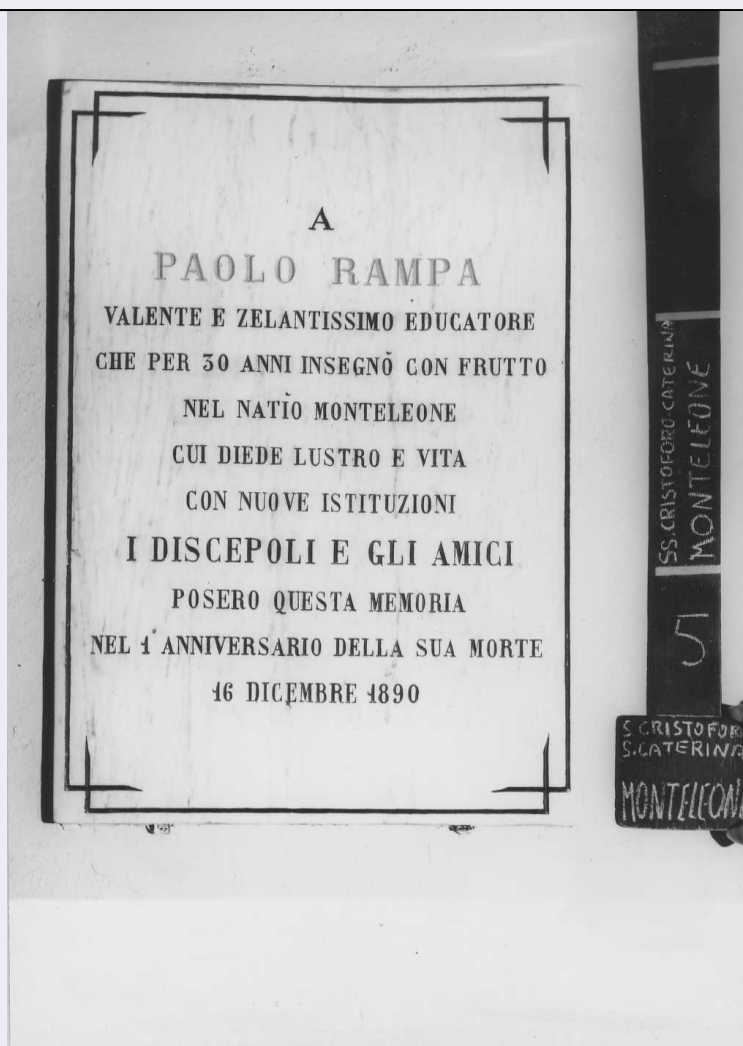 A
PAOLO RAMPA
VALENTE E ZELANTISSIMO EDUCATORE
CHE PER 30 ANNI INSEGNÒ CON FRUTTO
NEL NATÌO MONTELEONE
CUI DIEDE LUSTRO E VITA
CON NUOVE ISTITUZIONI
I DISCEPOLI E GLI AMICI
POSERO QUESTA MEMORIA
NEL 1° ANNIVERSARIO DELLA SUA MORTE
16 DICEMBRE 1890
SS. CRISTOFORO-CATERINA
MONTELEONE
5
S CRISTOFOR
S. CATERINA
MONTELEONE